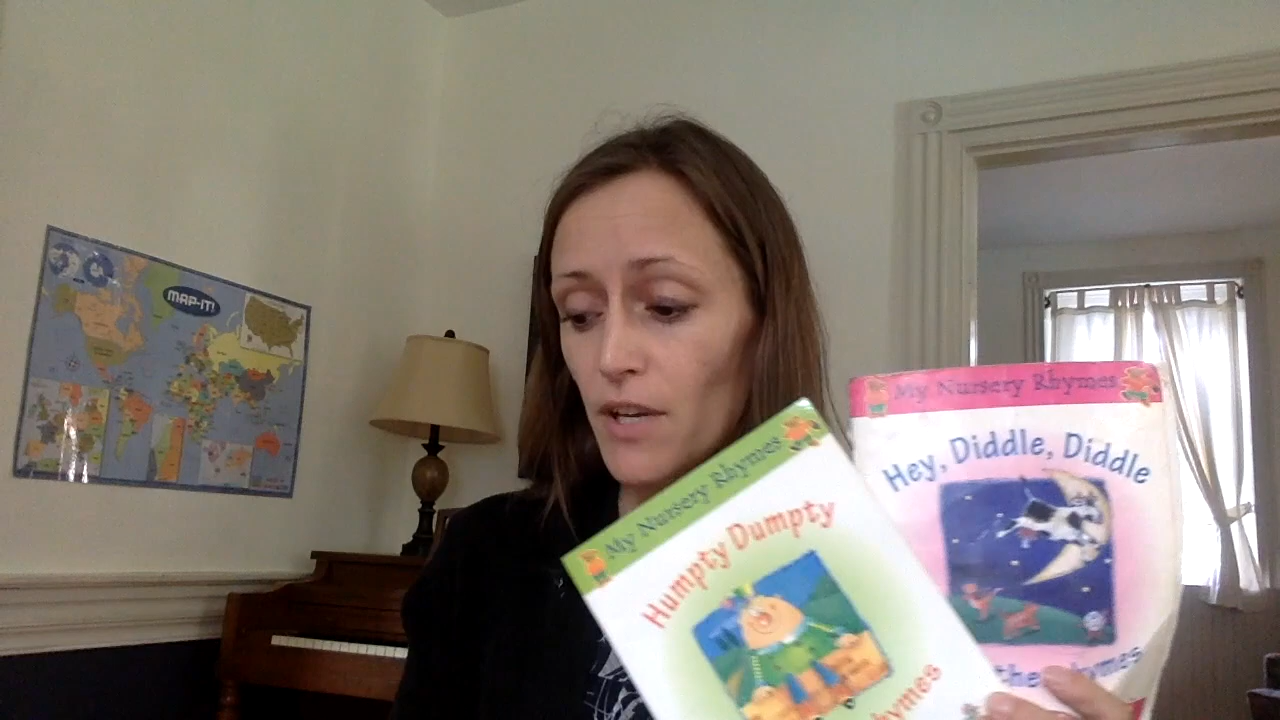 MAP-IT!
My Nursery Rhymes
Humpty Dumpty
My Nursery Rhymes
Hey, Diddle, Diddle